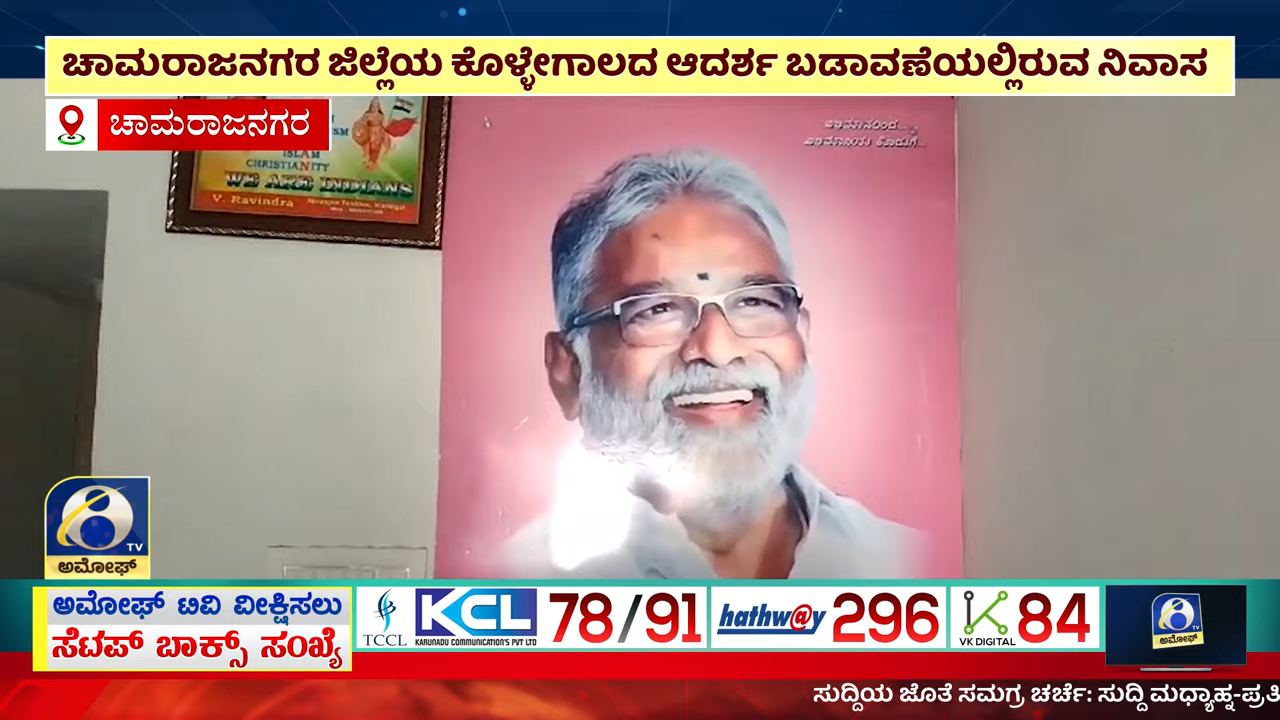 ಚಾಮರಾಜನಗರ ಜಿಲ್ಲೆಯ ಕೊಳ್ಳೇಗಾಲದ ಆದರ್ಶ ಬಡಾವಣೆಯಲ್ಲಿರುವ ನಿವಾಸ
ಚಾಮರಾಜನಗರ
ISLAM
CHRISTIANITY
WE ARE INDIANS
V. Ravindra
TV
ಅಮೋಘ್
ಅಮೋಘ್ ಟಿವಿ ವೀಕ್ಷಿಸಲು
ಸೆಟಪ್ ಬಾಕ್ಸ್ ಸಂಖ್ಯೆ
TCCL
KCL
KARUNADU COMMUNICATION'S PVT LTD
78/91
hathw@y
296
VK DIGITAL
84
TV
ಅಮೋಘ್
ಸುದ್ದಿಯ ಜೊತೆ ಸಮಗ್ರ ಚರ್ಚೆ: ಸುದ್ದಿ ಮಧ್ಯಾಹ್ನ-ಪ್ರತಿ